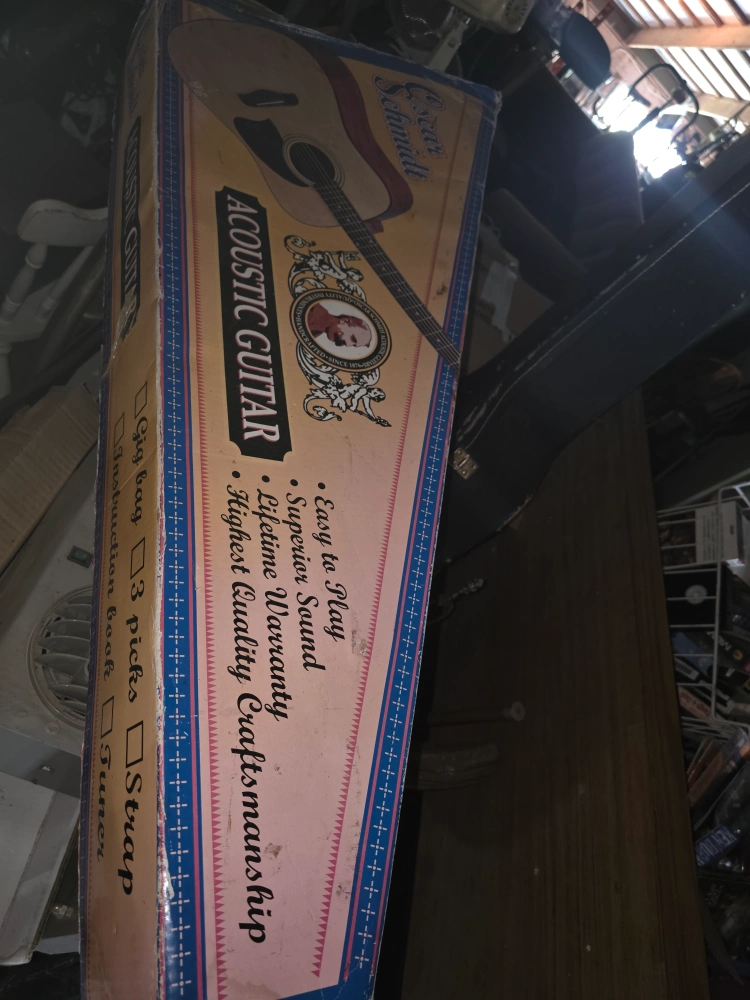 Oscar
Schmidt
ACOUSTIC GUITAR
• Easy to Play
• Superior Sound
• Lifetime Warranty
• Highest Quality Craftsmanship
ACOUSTIC GUITAR
Gig bag
3 picks
Strap
Instruction book
Tuner